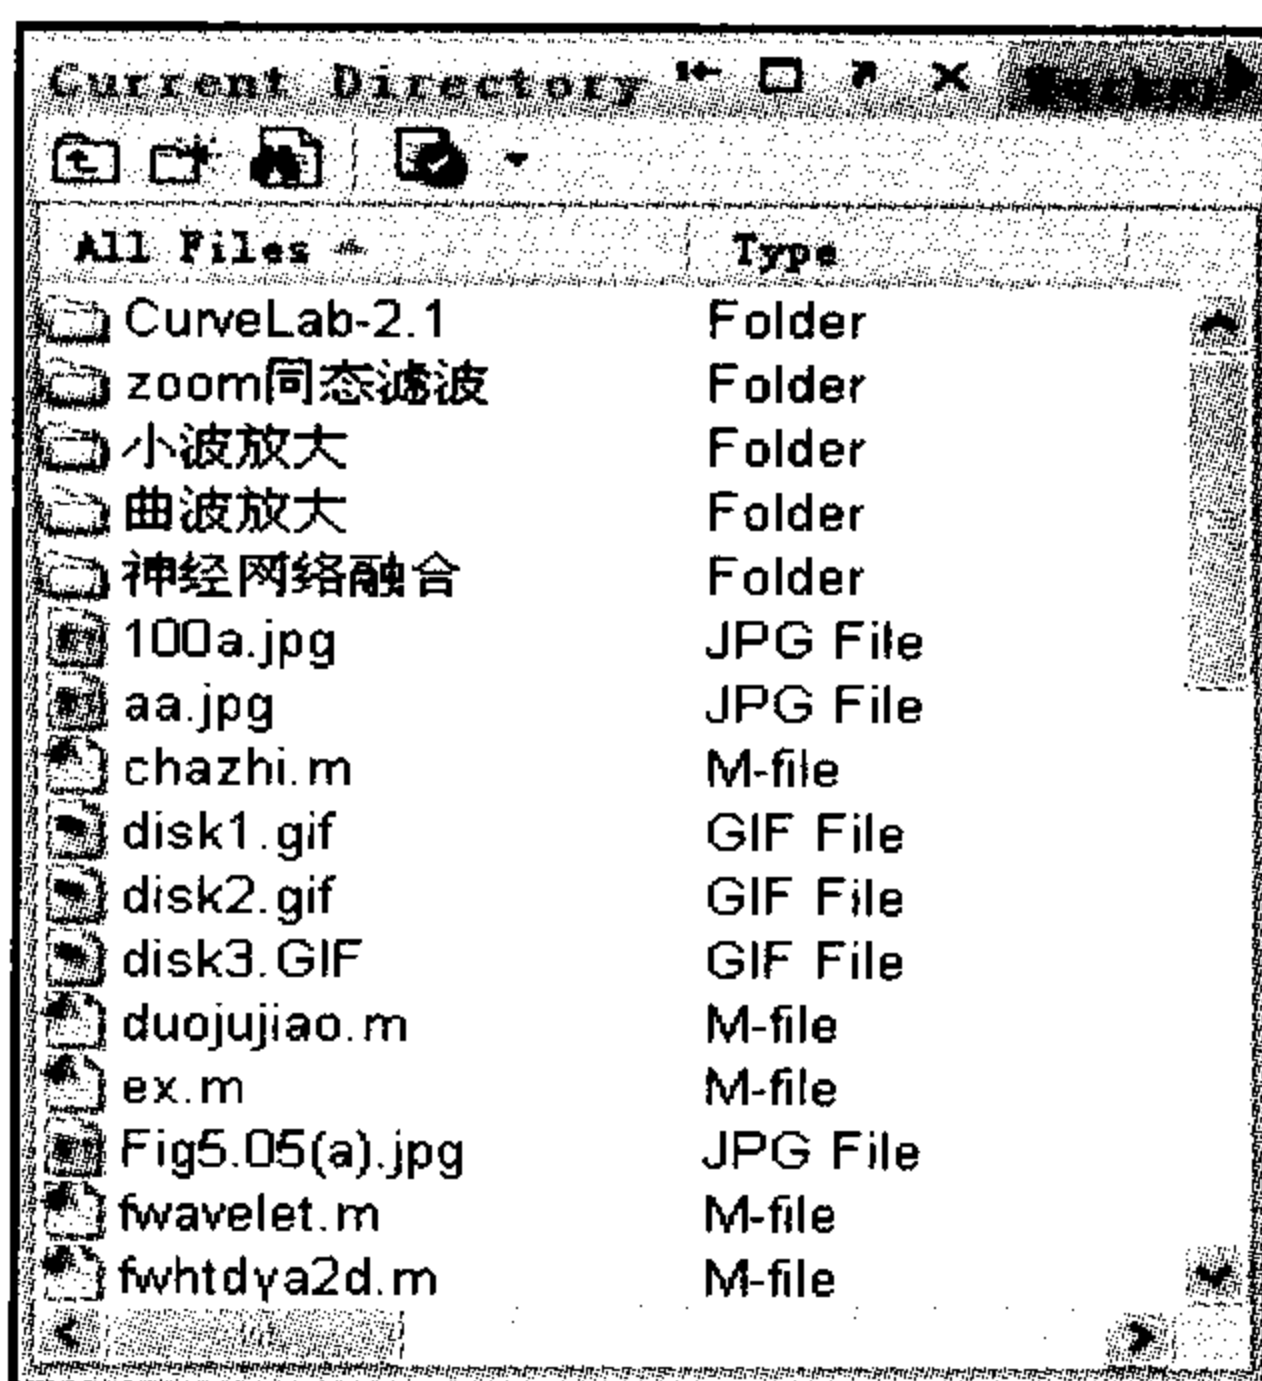 Current Directory
All Files Type
CurveLab-2.1 Folder
zoom同态滤波 Folder
小波放大 Folder
曲波放大 Folder
神经网络融合 Folder
100a.jpg JPG File
aa.jpg JPG File
chazhi.m M-file
disk1.gif GIF File
disk2.gif GIF File
disk3.GIF GIF File
duojujiao.m M-file
ex.m M-file
Fig5.05(a).jpg JPG File
fwavelet.m M-file
fwhtdya2d.m M-file